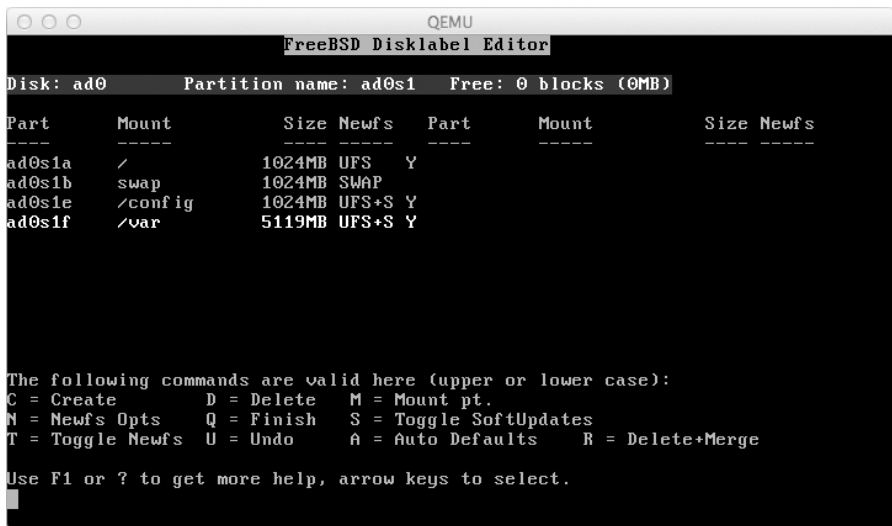 QEMU
FreeBSD Disklabel Editor
Disk: ad0 Partition name: ad0s1 Free: 0 blocks (0MB)
Part Mount Size Newfs Part Mount Size Newfs
---- ----- ---- ----- ---- ----- ---- -----
ad0s1a / 1024MB UFS Y
ad0s1b swap 1024MB SWAP
ad0s1e /config 1024MB UFS+S Y
ad0s1f /var 5119MB UFS+S Y
The following commands are valid here (upper or lower case):
C = Create D = Delete M = Mount pt.
N = Newfs Opts Q = Finish S = Toggle SoftUpdates
T = Toggle Newfs U = Undo A = Auto Defaults R = Delete+Merge
Use F1 or ? to get more help, arrow keys to select.